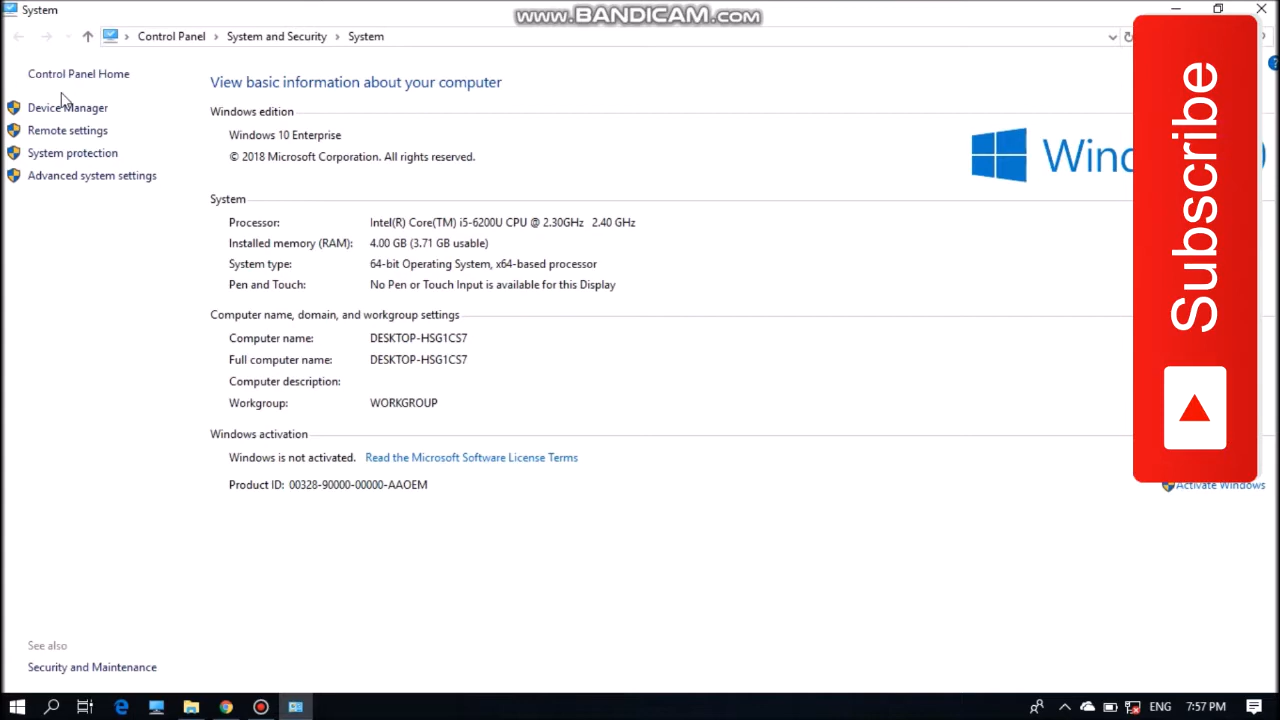 System
www.BANDICAM.com
Control Panel
System and Security
System
Control Panel Home
Device Manager
Remote settings
System protection
Advanced system settings
View basic information about your computer
Windows edition
Windows 10 Enterprise
© 2018 Microsoft Corporation. All rights reserved.
System
Processor: Intel(R) Core(TM) i5-6200U CPU @ 2.30GHz 2.40 GHz
Installed memory (RAM): 4.00 GB (3.71 GB usable)
System type: 64-bit Operating System, x64-based processor
Pen and Touch: No Pen or Touch Input is available for this Display
Computer name, domain, and workgroup settings
Computer name: DESKTOP-HSG1CS7
Full computer name: DESKTOP-HSG1CS7
Computer description:
Workgroup: WORKGROUP
Windows activation
Windows is not activated. Read the Microsoft Software License Terms
Product ID: 00328-90000-00000-AAOEM
Activate Windows
Subscribe
See also
Security and Maintenance
ENG
7:57 PM